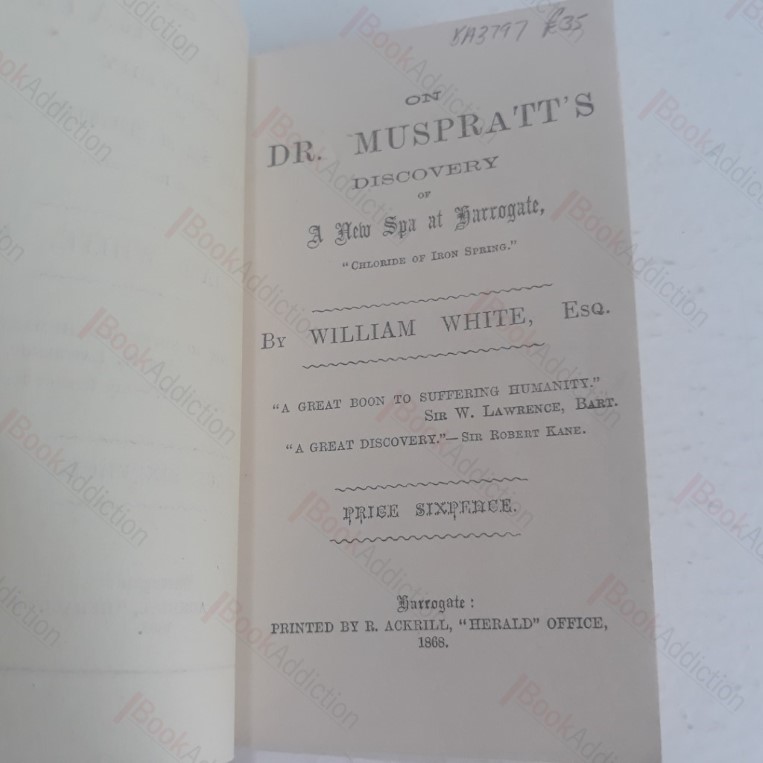 XA3797 £35
ON
DR. MUSPRATT'S
DISCOVERY
OF
A New Spa at Harrogate,
"CHLORIDE OF IRON SPRING."
BY WILLIAM WHITE, ESQ.
"A GREAT BOON TO SUFFERING HUMANITY."
SIR W. LAWRENCE, BART.
"A GREAT DISCOVERY."—SIR ROBERT KANE.
PRICE SIXPENCE.
Harrogate:
PRINTED BY R. ACKRILL, "HERALD" OFFICE,
1868.
BookAddiction